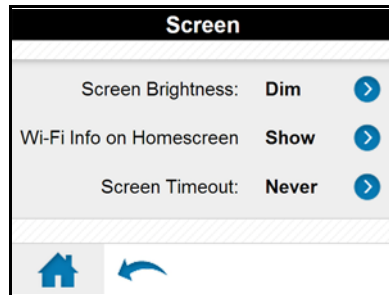 Screen
Screen Brightness: Dim
Wi-Fi Info on Homescreen Show
Screen Timeout: Never